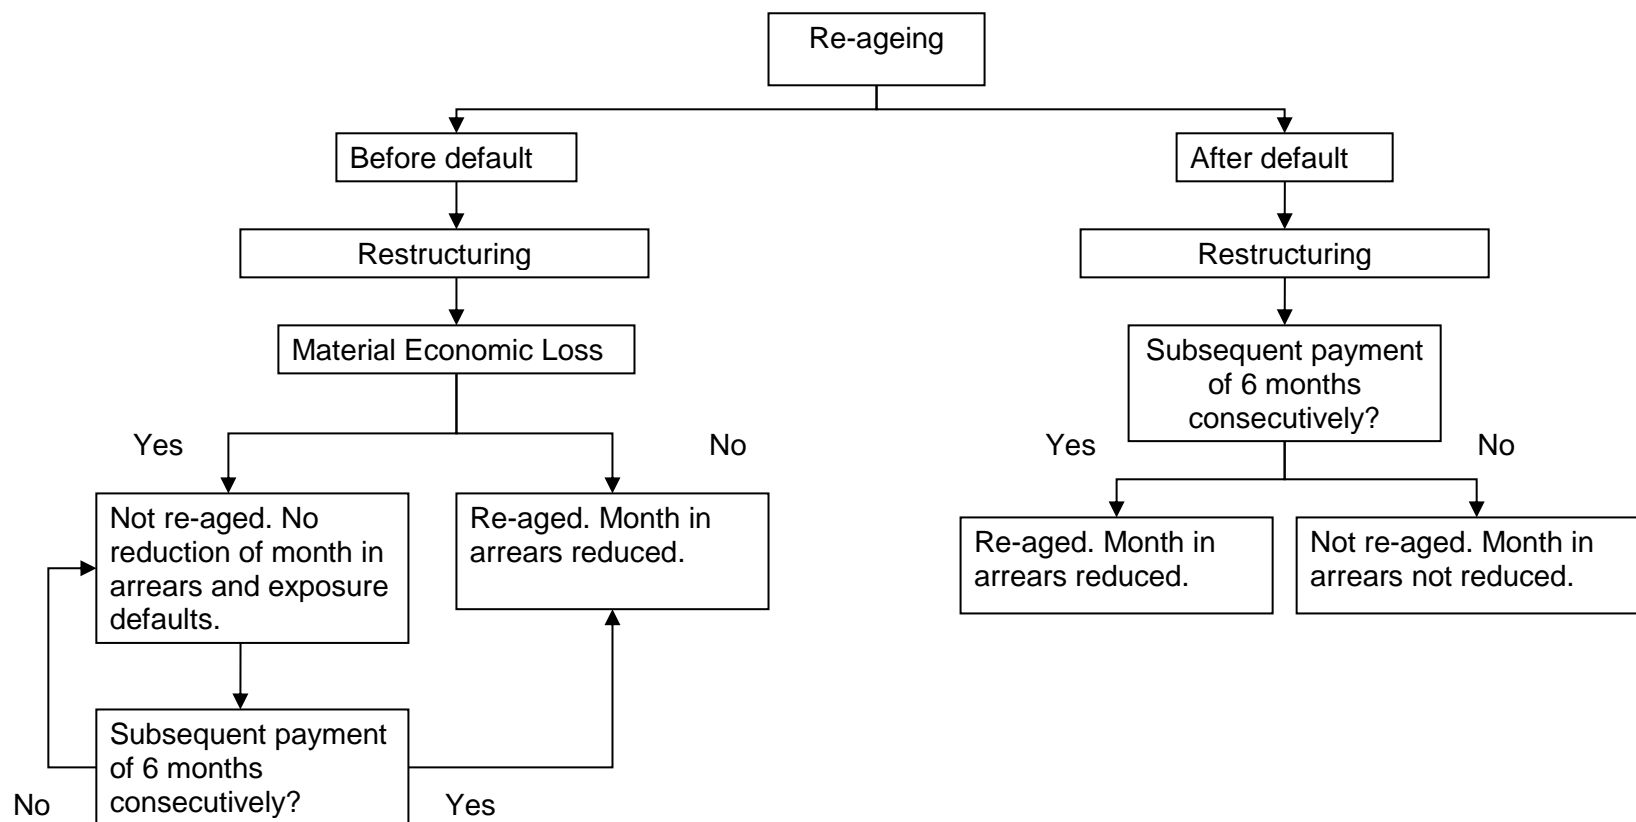 Re-ageing
Before default
After default
Restructuring
Restructuring
Material Economic Loss
Subsequent payment
of 6 months
consecutively?
Yes
No
Yes
No
Not re-aged. No
reduction of month in
arrears and exposure
defaults.
Re-aged. Month in
arrears reduced.
Re-aged. Month in
arrears reduced.
Not re-aged. Month in
arrears not reduced.
Subsequent payment
of 6 months
consecutively?
No
Yes